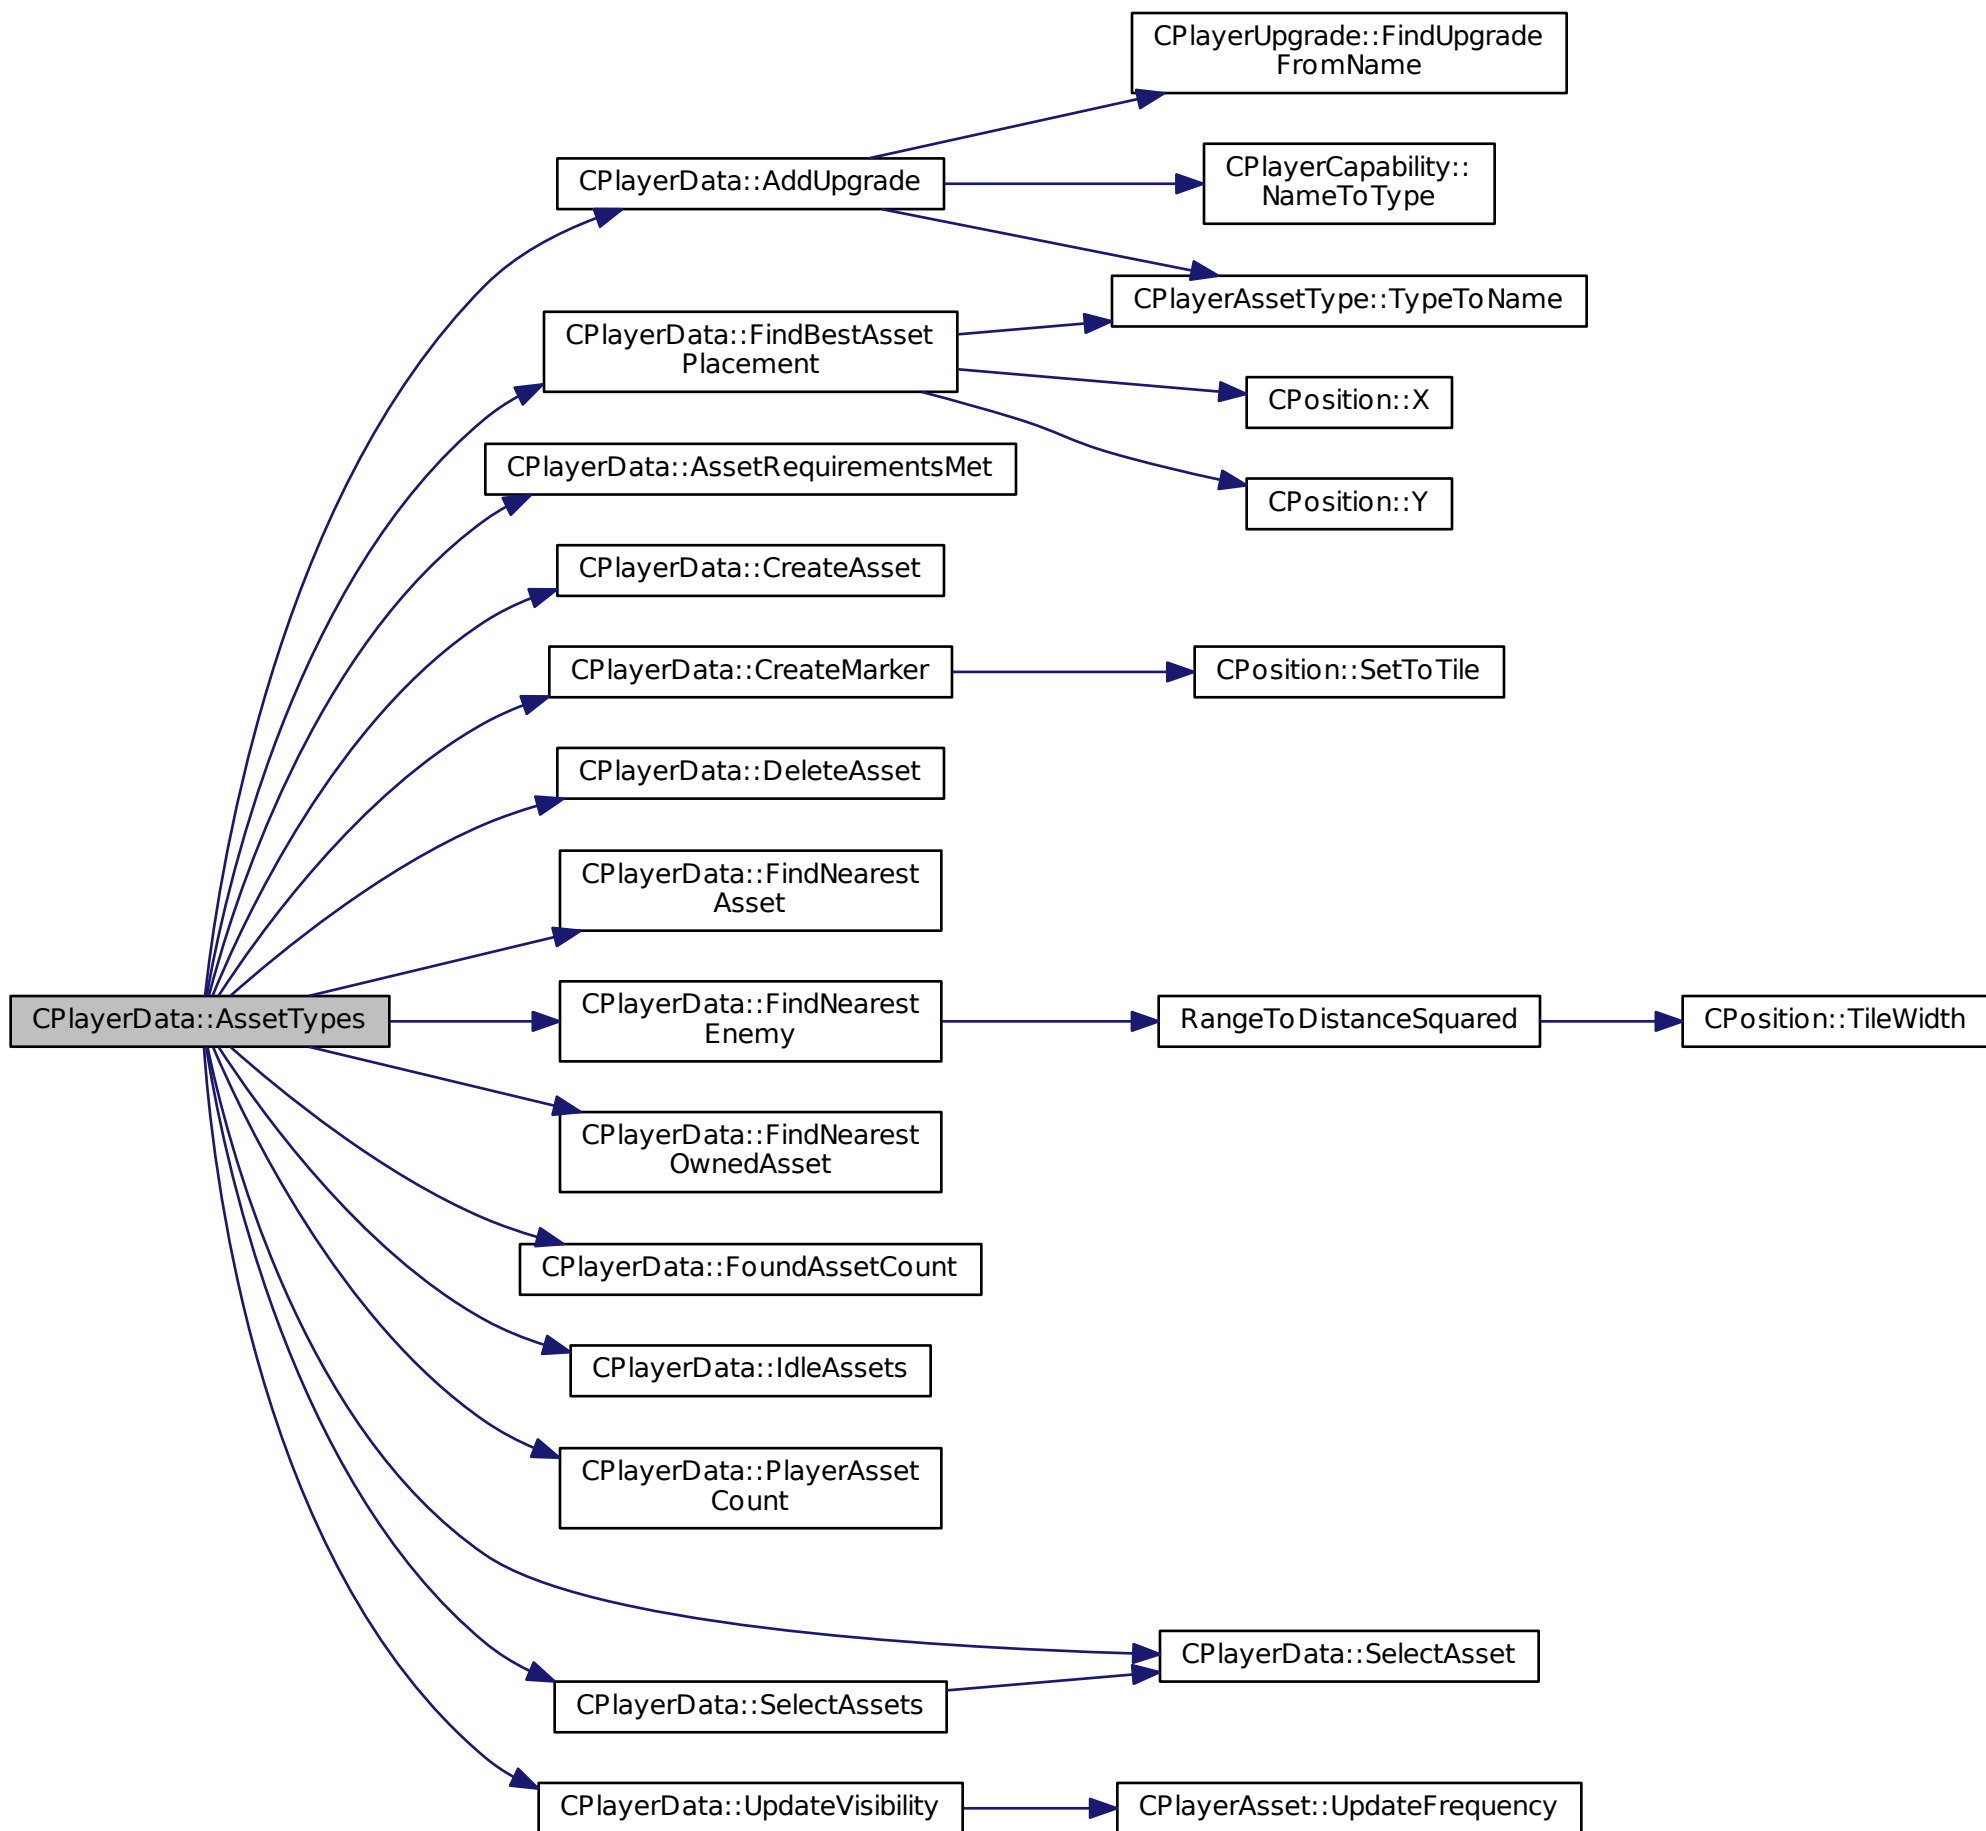 CPlayerUpgrade::FindUpgrade
FromName
CPlayerData::AddUpgrade
CPlayerCapability::
NameToType
CPlayerAssetType::TypeToName
CPlayerData::FindBestAsset
Placement
CPosition::X
CPlayerData::AssetRequirementsMet
CPosition::Y
CPlayerData::CreateAsset
CPlayerData::CreateMarker
CPosition::SetToTile
CPlayerData::DeleteAsset
CPlayerData::FindNearest
Asset
CPlayerData::AssetTypes
CPlayerData::FindNearest
Enemy
RangeToDistanceSquared
CPosition::TileWidth
CPlayerData::FindNearest
OwnedAsset
CPlayerData::FoundAssetCount
CPlayerData::IdleAssets
CPlayerData::PlayerAsset
Count
CPlayerData::SelectAsset
CPlayerData::SelectAssets
CPlayerData::UpdateVisibility
CPlayerAsset::UpdateFrequency